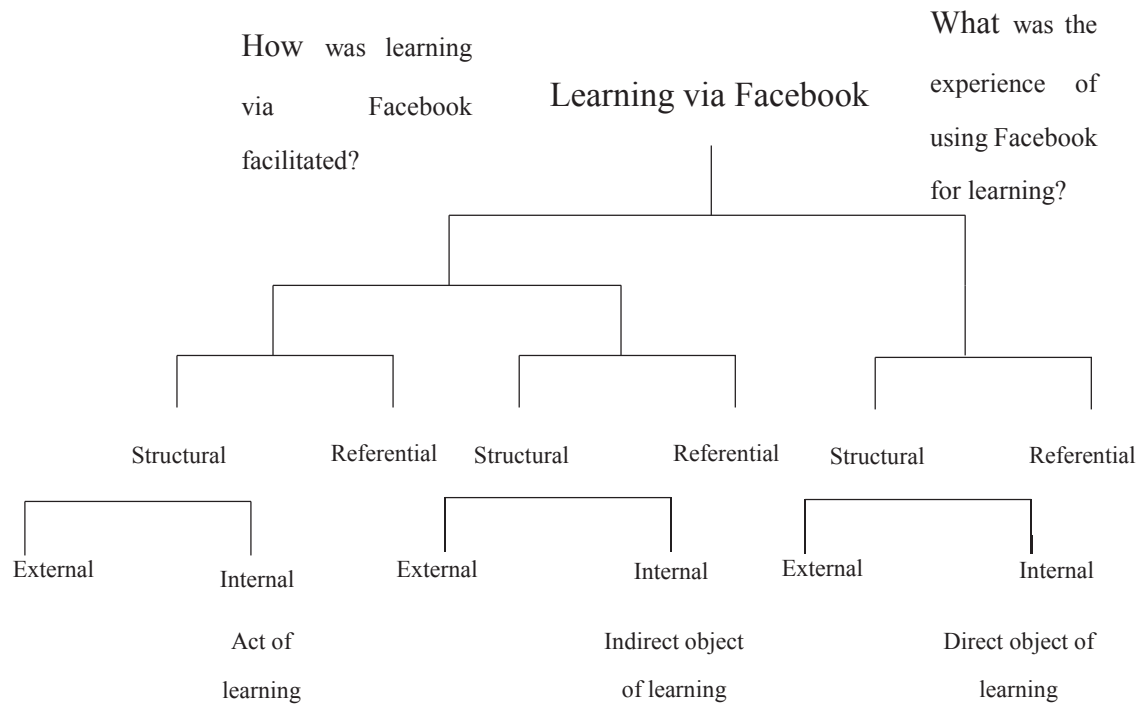 How was learning
via Facebook
facilitated?
Learning via Facebook
What was the
experience of
using Facebook
for learning?
Structural Referential Structural Referential Structural Referential
External Internal External Internal External Internal
Act of
learning
Indirect object
of learning
Direct object of
learning